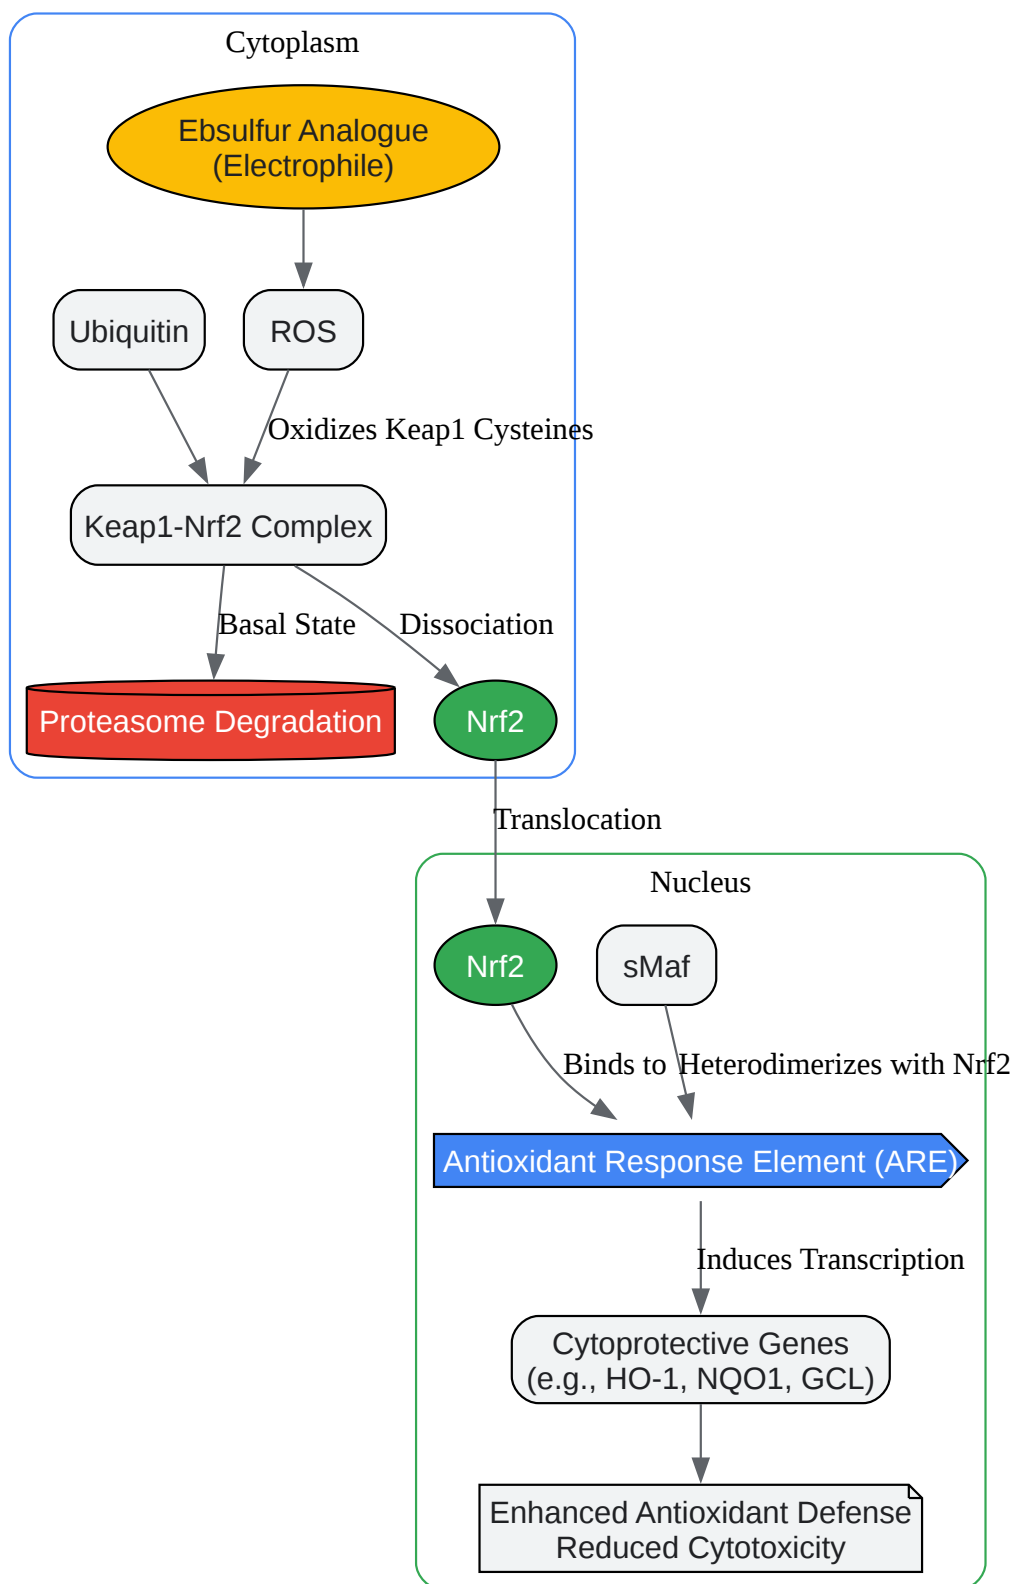 Cytoplasm
Ebsulfur Analogue
(Electrophile)
Ubiquitin
ROS
Oxidizes Keap1 Cysteines
Keap1-Nrf2 Complex
Basal State
Dissociation
Proteasome Degradation
Nrf2
Translocation
Nucleus
Nrf2
sMaf
Binds to
Heterodimerizes with Nrf2
Antioxidant Response Element (ARE)
Induces Transcription
Cytoprotective Genes
(e.g., HO-1, NQO1, GCL)
Enhanced Antioxidant Defense
Reduced Cytotoxicity